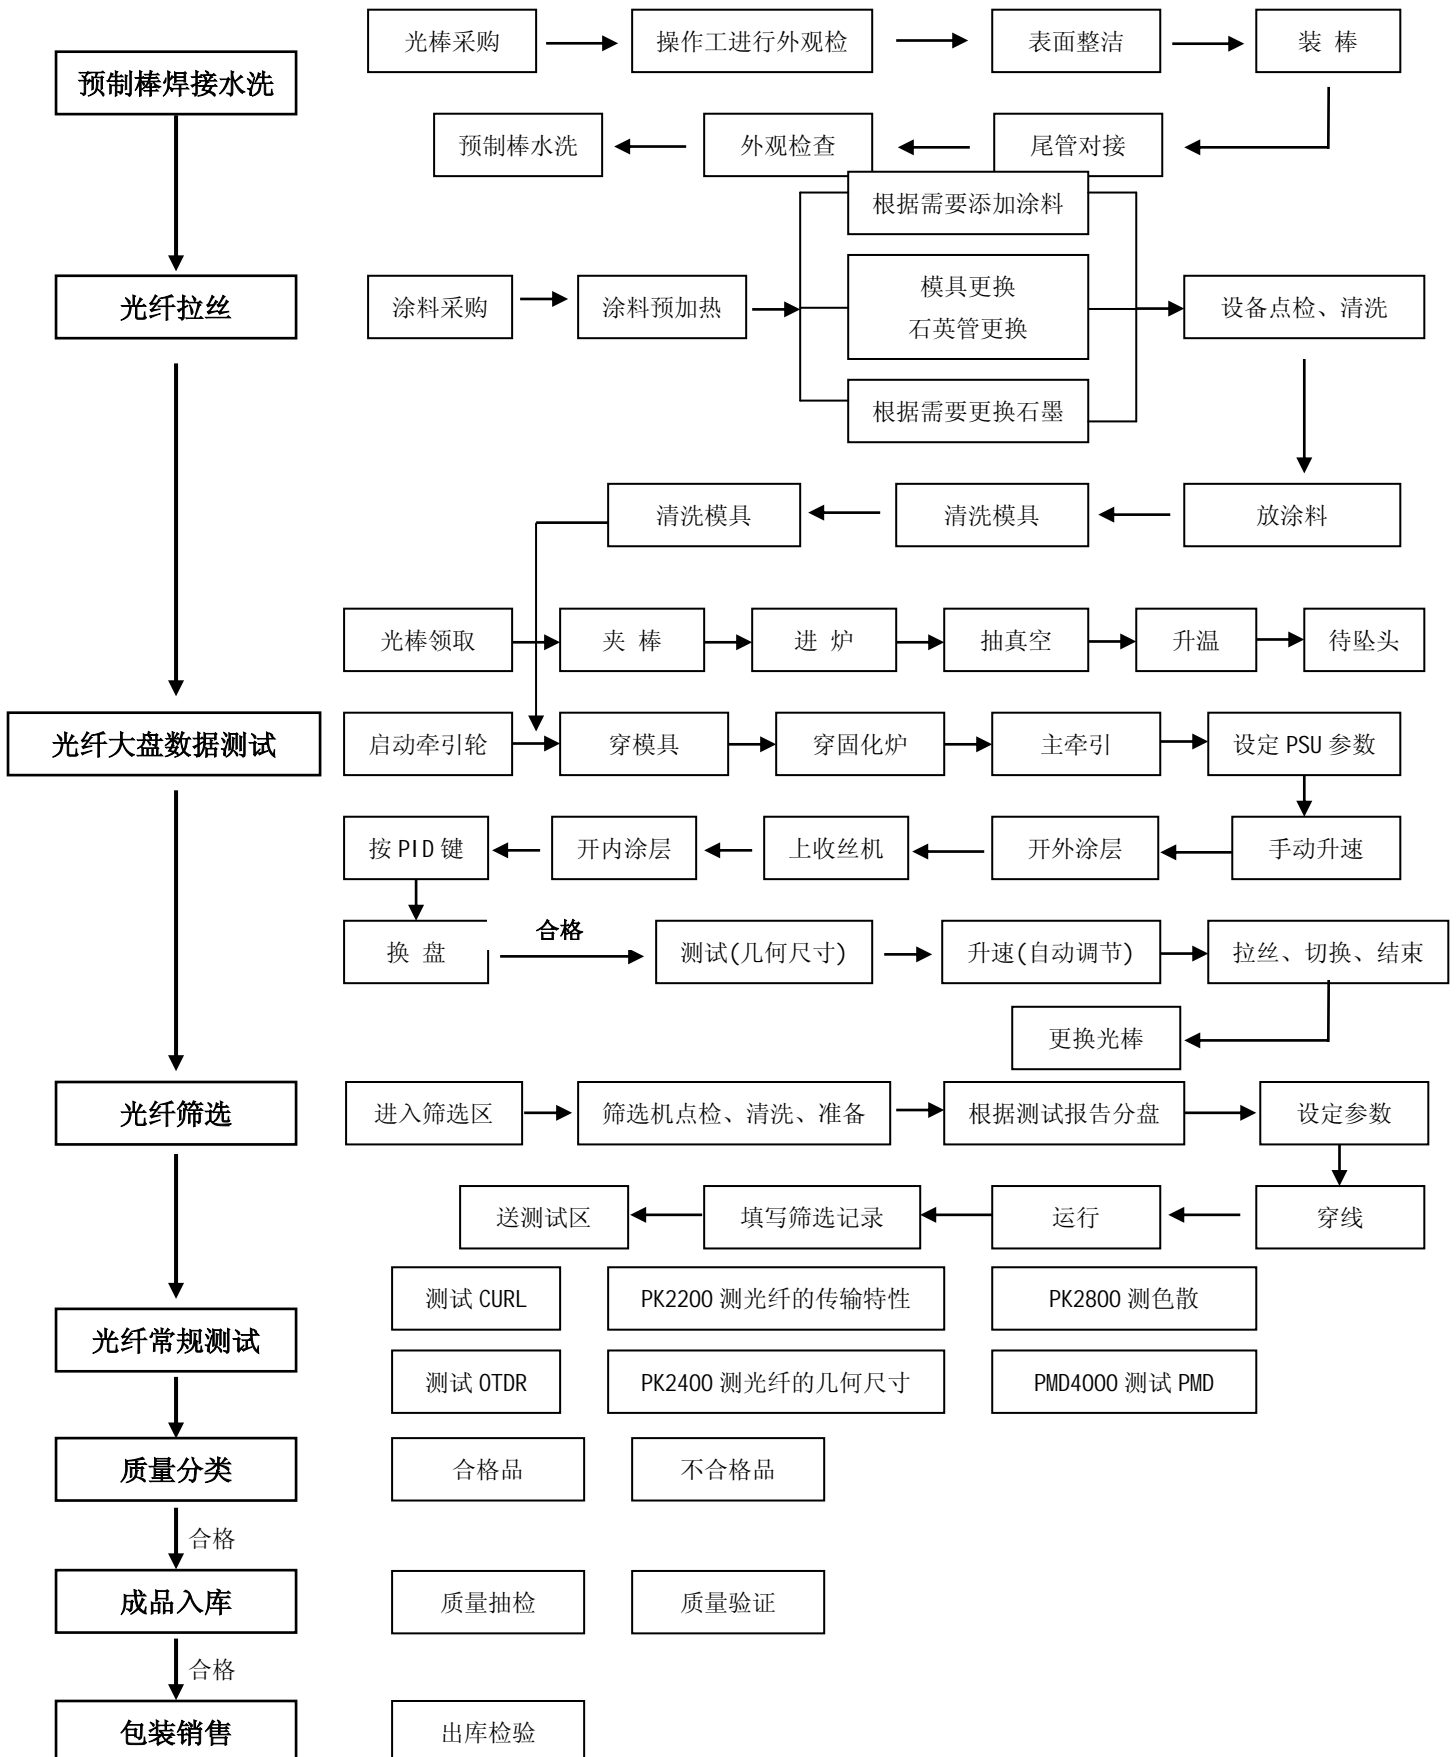 光棒采购
操作工进行外观检
表面整洁
装 棒
预制棒焊接水洗
预制棒水洗
外观检查
尾管对接
根据需要添加涂料
光纤拉丝
涂料采购
涂料预加热
模具更换
石英管更换
设备点检、清洗
根据需要更换石墨
清洗模具
清洗模具
放涂料
光棒领取
夹 棒
进 炉
抽真空
升温
待坠头
光纤大盘数据测试
启动牵引轮
穿模具
穿固化炉
主牵引
设定 PSU 参数
按 PID 键
开内涂层
上收丝机
开外涂层
手动升速
换 盘
合格
测试(几何尺寸)
升速(自动调节)
拉丝、切换、结束
更换光棒
光纤筛选
进入筛选区
筛选机点检、清洗、准备
根据测试报告分盘
设定参数
送测试区
填写筛选记录
运行
穿线
测试 CURL
PK2200 测光纤的传输特性
PK2800 测色散
光纤常规测试
测试 OTDR
PK2400 测光纤的几何尺寸
PMD4000 测试 PMD
质量分类
合格品
不合格品
合格
成品入库
质量抽检
质量验证
合格
包装销售
出库检验